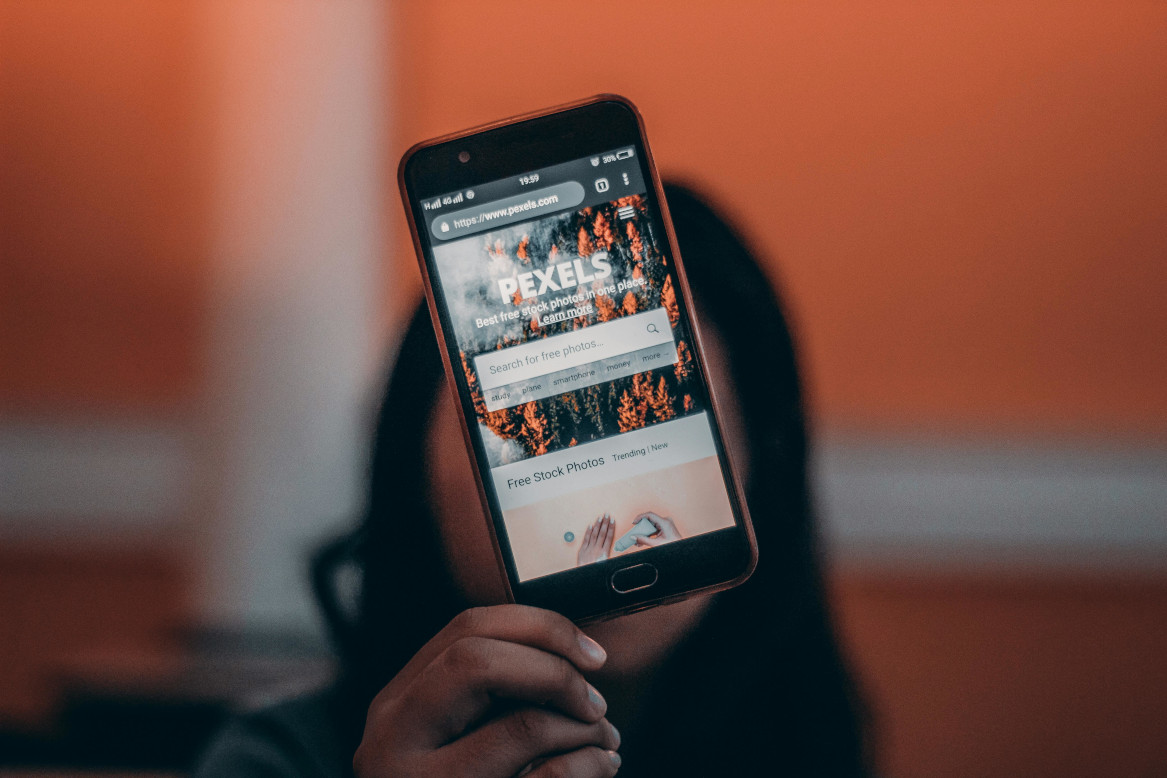 H 4G 19:59 30%
1
https://www.pexels.com
PEXELS
Best free stock photos in one place.
Learn more
Search for free photos...
study plane smartphone money more
Free Stock Photos Trending | New